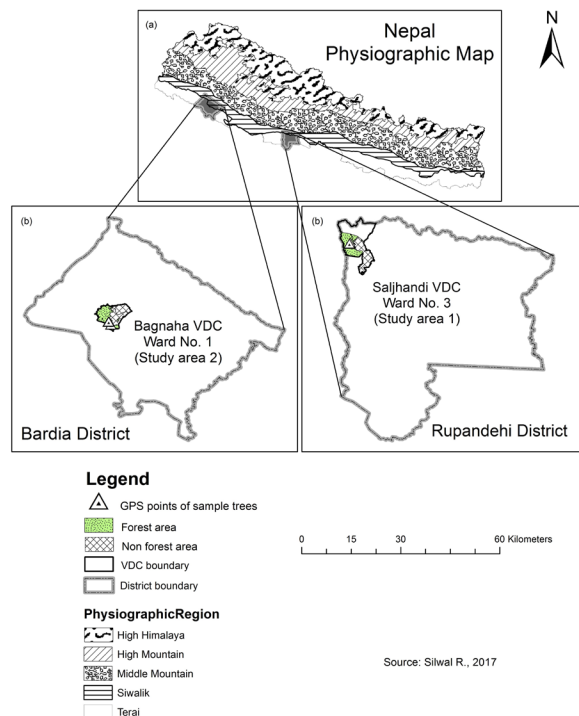 (a)
Nepal
Physiographic Map
N
(b)
Bagnaha VDC
Ward No. 1
(Study area 2)
Bardia District
(b)
Saljhandi VDC
Ward No. 3
(Study area 1)
Rupandehi District
Legend
GPS points of sample trees
Forest area
Non forest area
VDC boundary
District boundary
PhysiographicRegion
High Himalaya
High Mountain
Middle Mountain
Siwalik
Terai
0 15 30 60 Kilometers
Source: Silwal R., 2017